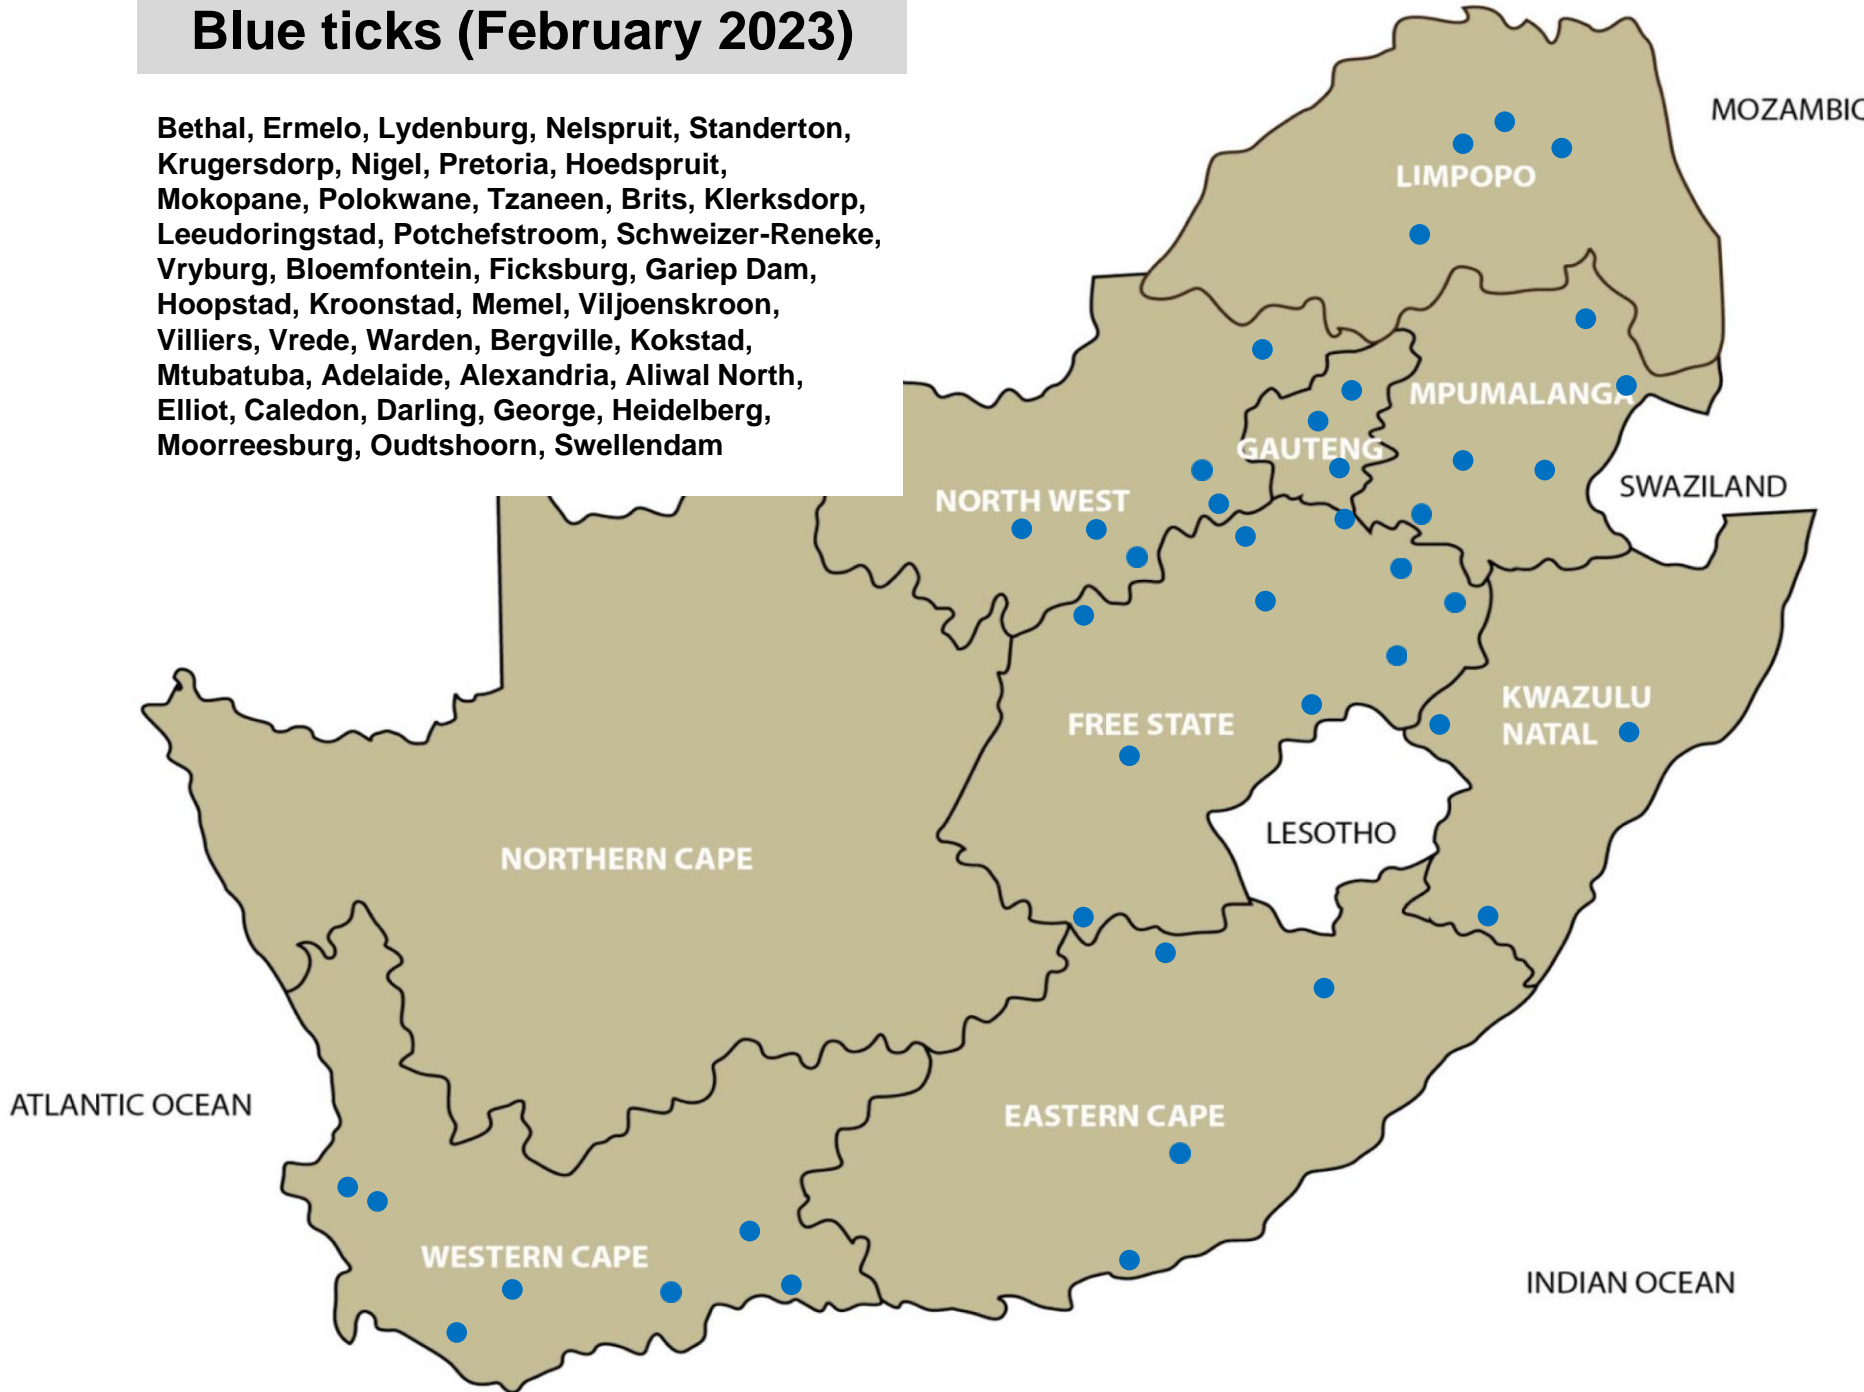 Blue ticks (February 2023)
Bethal, Ermelo, Lydenburg, Nelspruit, Standerton,
Krugersdorp, Nigel, Pretoria, Hoedspruit,
Mokopane, Polokwane, Tzaneen, Brits, Klerksdorp,
Leeudoringstad, Potchefstroom, Schweizer-Reneke,
Vryburg, Bloemfontein, Ficksburg, Gariep Dam,
Hoopstad, Kroonstad, Memel, Viljoenskroon,
Villiers, Vrede, Warden, Bergville, Kokstad,
Mtubatuba, Adelaide, Alexandria, Aliwal North,
Elliot, Caledon, Darling, George, Heidelberg,
Moorreesburg, Oudtshoorn, Swellendam
MOZAMBIQ
LIMPOPO
MPUMALANGA
GAUTENG
SWAZILAND
NORTH WEST
KWAZULU
NATAL
FREE STATE
LESOTHO
NORTHERN CAPE
ATLANTIC OCEAN
EASTERN CAPE
WESTERN CAPE
INDIAN OCEAN